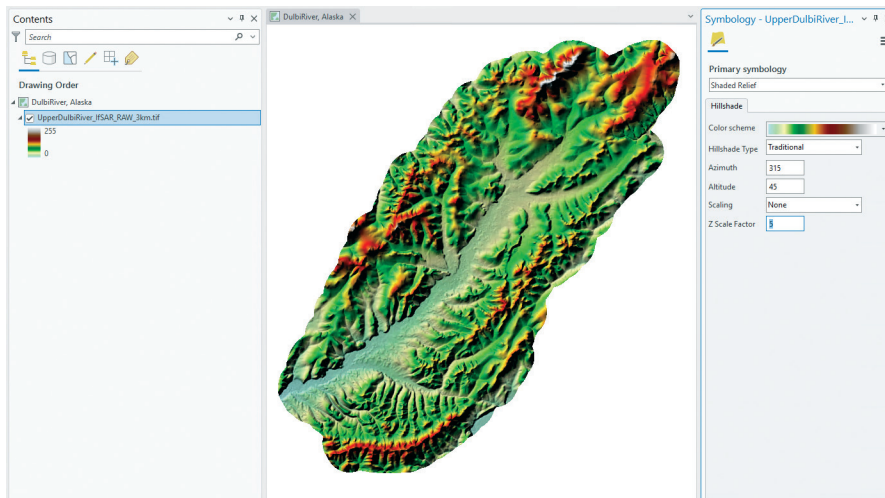 Contents
Search
Drawing Order
DulbiRiver, Alaska
UpperDulbiRiver_IfSAR_RAW_3km.tif
255
0
DulbiRiver, Alaska
Symbology - UpperDulbiRiver_I...
Primary symbology
Shaded Relief
Hillshade
Color scheme
Hillshade Type Traditional
Azimuth 315
Altitude 45
Scaling None
Z Scale Factor 5